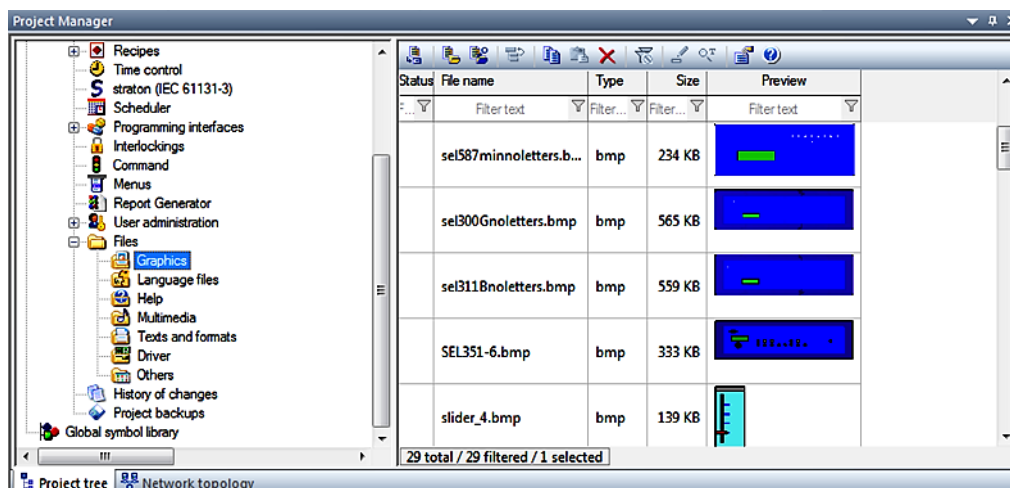 Project Manager
Recipes
Time control
straton (IEC 61131-3)
Scheduler
Programming interfaces
Interlockings
Command
Menus
Report Generator
User administration
Files
Graphics
Language files
Help
Multimedia
Texts and formats
Driver
Others
History of changes
Project backups
Global symbol library
Project tree Network topology
Status File name Type Size Preview
F... Filter text Filter... Filter... Filter text
sel587minnoletters.b... bmp 234 KB
sel300Gnoletters.bmp bmp 565 KB
sel311Bnoletters.bmp bmp 559 KB
SEL351-6.bmp bmp 333 KB
slider_4.bmp bmp 139 KB
29 total / 29 filtered / 1 selected